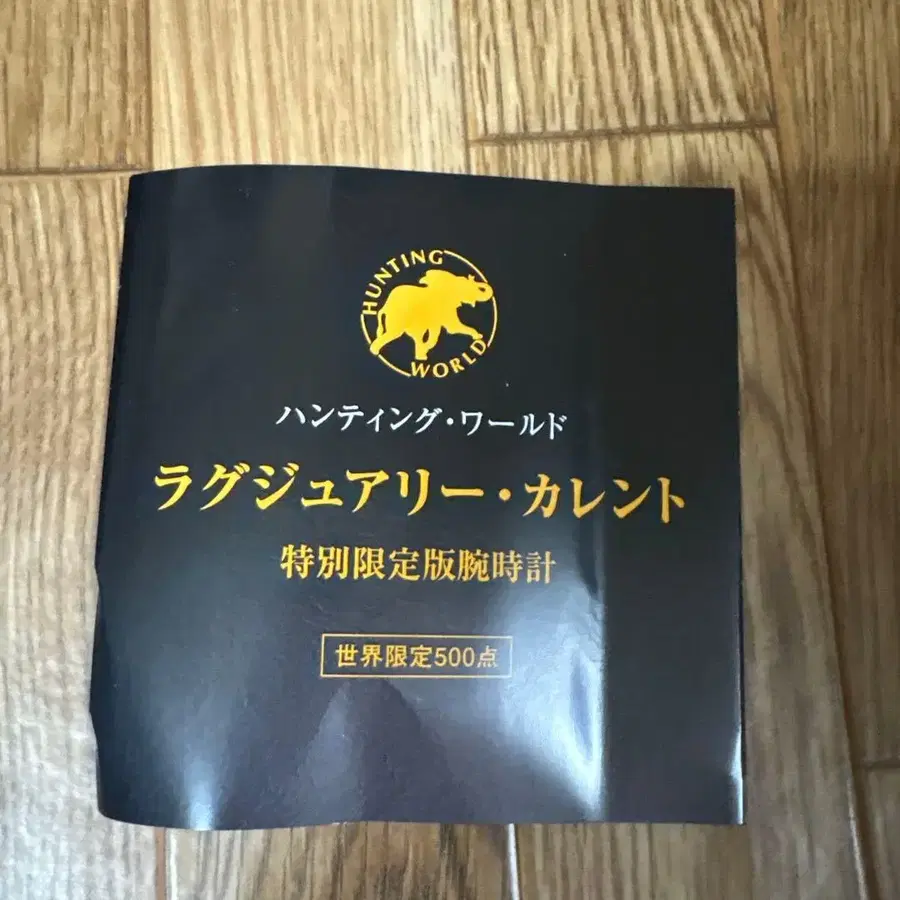 HUNTING
WORLD
ハンティング・ワールド
ラグジュアリー・カレント
特別限定版腕時計
世界限定500点